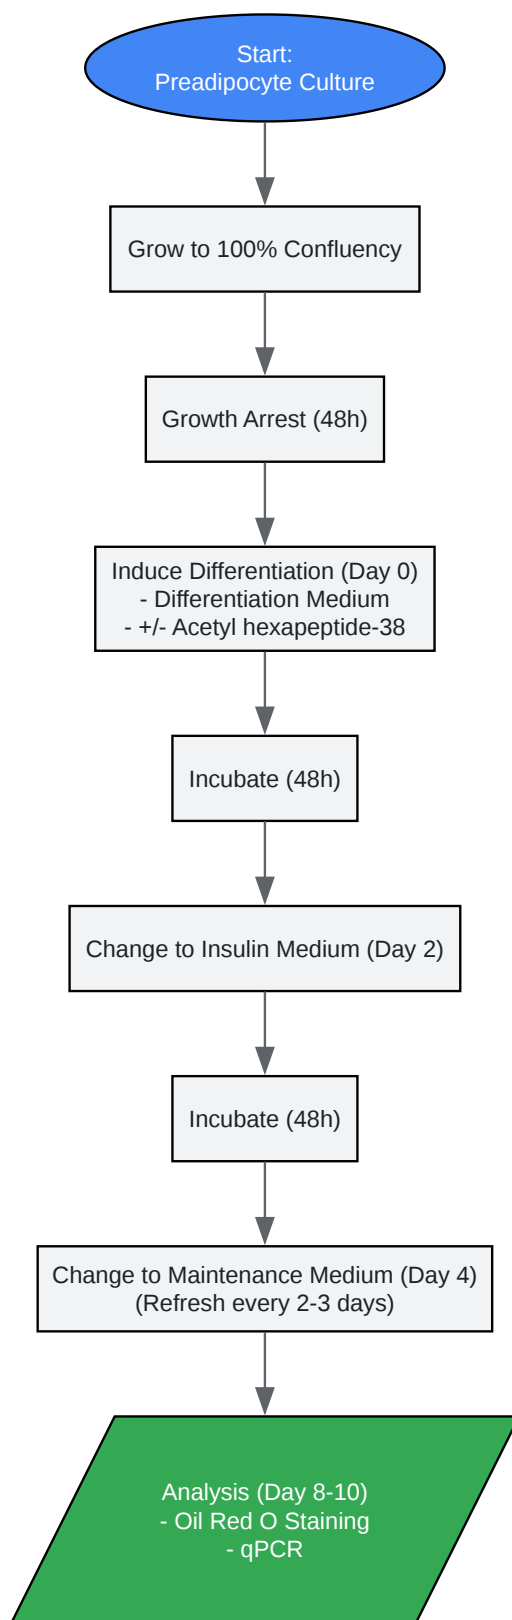 Start:
Preadipocyte Culture
Grow to 100% Confluency
Growth Arrest (48h)
Induce Differentiation (Day 0)
- Differentiation Medium
- +/- Acetyl hexapeptide-38
Incubate (48h)
Change to Insulin Medium (Day 2)
Incubate (48h)
Change to Maintenance Medium (Day 4)
(Refresh every 2-3 days)
Analysis (Day 8-10)
- Oil Red O Staining
- qPCR